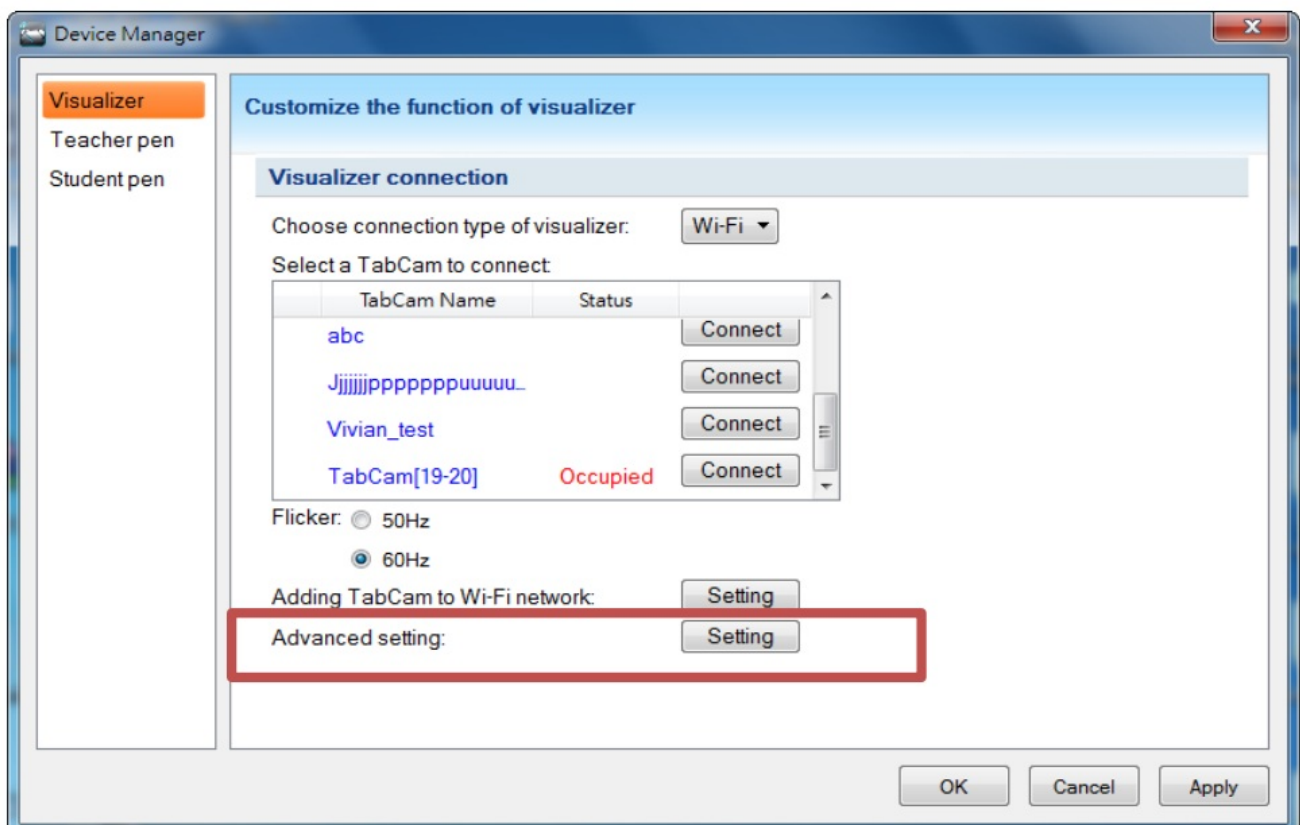 Device Manager
Visualizer
Teacher pen
Student pen
Customize the function of visualizer
Visualizer connection
Choose connection type of visualizer: Wi-Fi
Select a TabCam to connect:
TabCam Name Status
abc Connect
Jjjjjjjpppppppuuuuu... Connect
Vivian_test Connect
TabCam[19-20] Occupied Connect
Flicker: 50Hz
60Hz
Adding TabCam to Wi-Fi network: Setting
Advanced setting: Setting
OK Cancel Apply